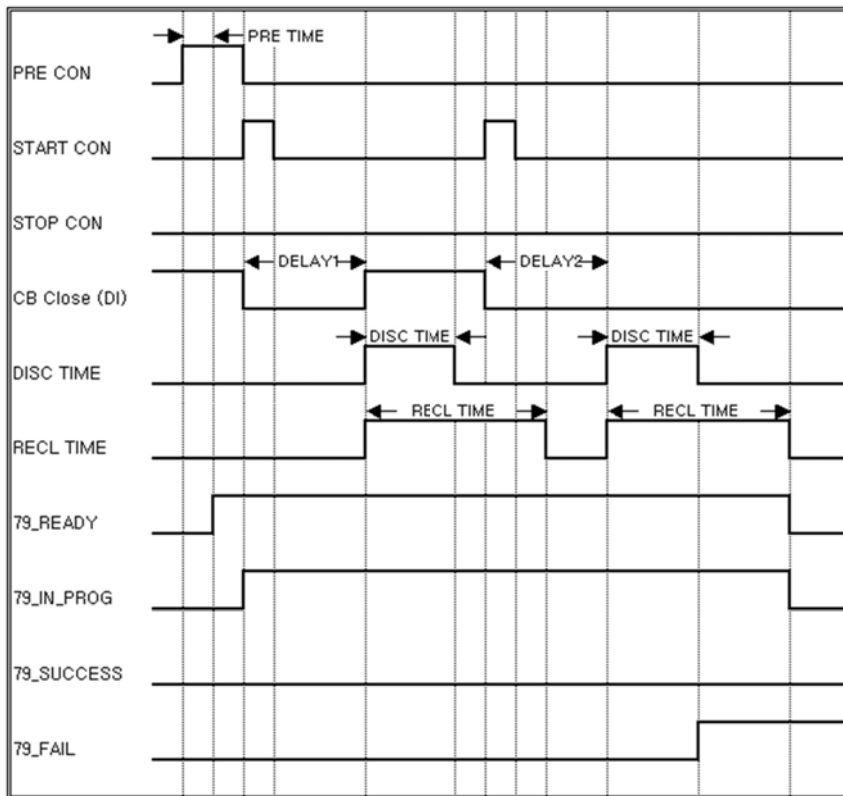 PRE TIME
PRE CON
START CON
STOP CON
DELAY1
DELAY2
CB Close (DI)
DISC TIME
DISC TIME
DISC TIME
RECL TIME
RECL TIME
RECL TIME
79_READY
79_IN_PROG
79_SUCCESS
79_FAIL